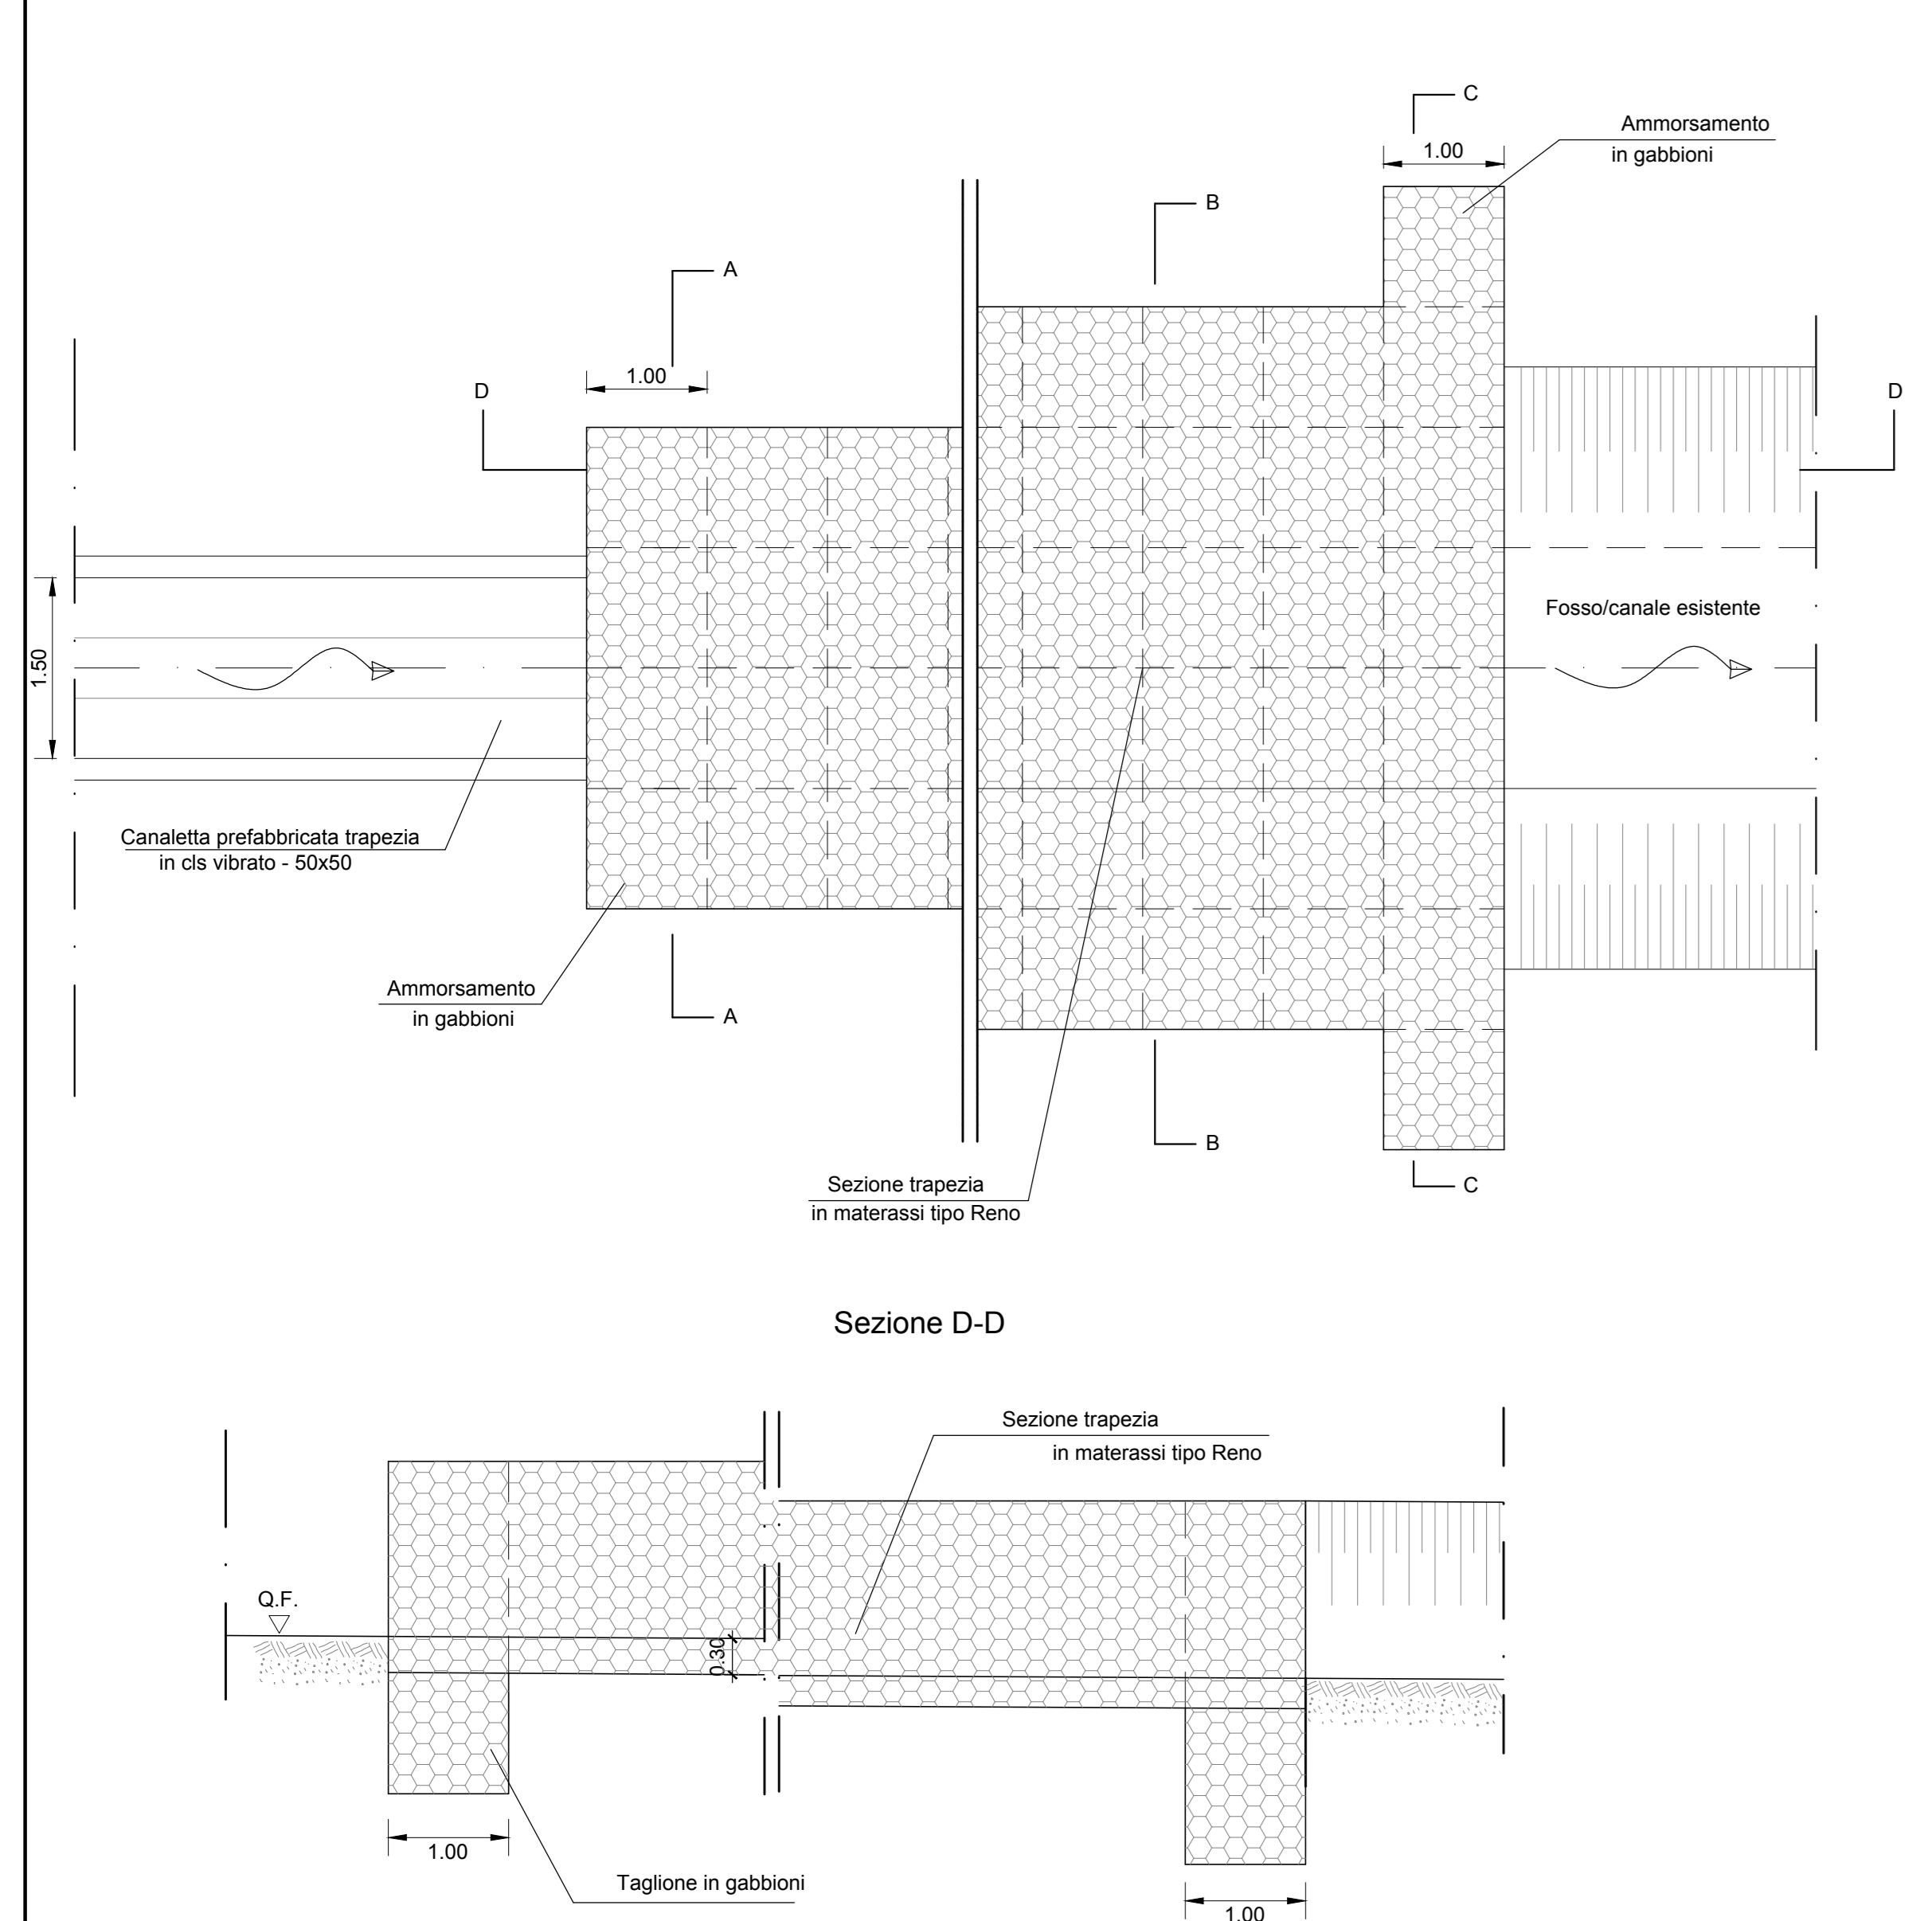 C
Ammorsamento
1.00
in gabbioni
B
A
1.00
D
D
Fosso/canale esistente
1.50
Canaletta prefabbricata trapezia
in cls vibrato - 50x50
Ammorsamento
in gabbioni
A
B
C
Sezione trapezia
in materassi tipo Reno
Sezione D-D
Sezione trapezia
in materassi tipo Reno
Q.F.
0.30
1.00
Taglione in gabbioni
1.00